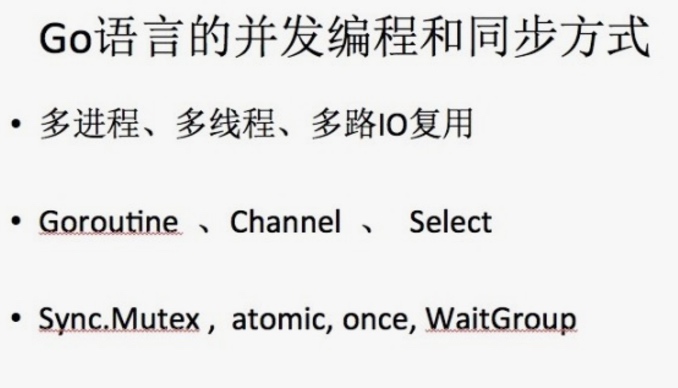 Go语言的并发编程和同步方式
• 多进程、多线程、多路IO复用
• Goroutine 、Channel 、 Select
• Sync.Mutex , atomic, once, WaitGroup